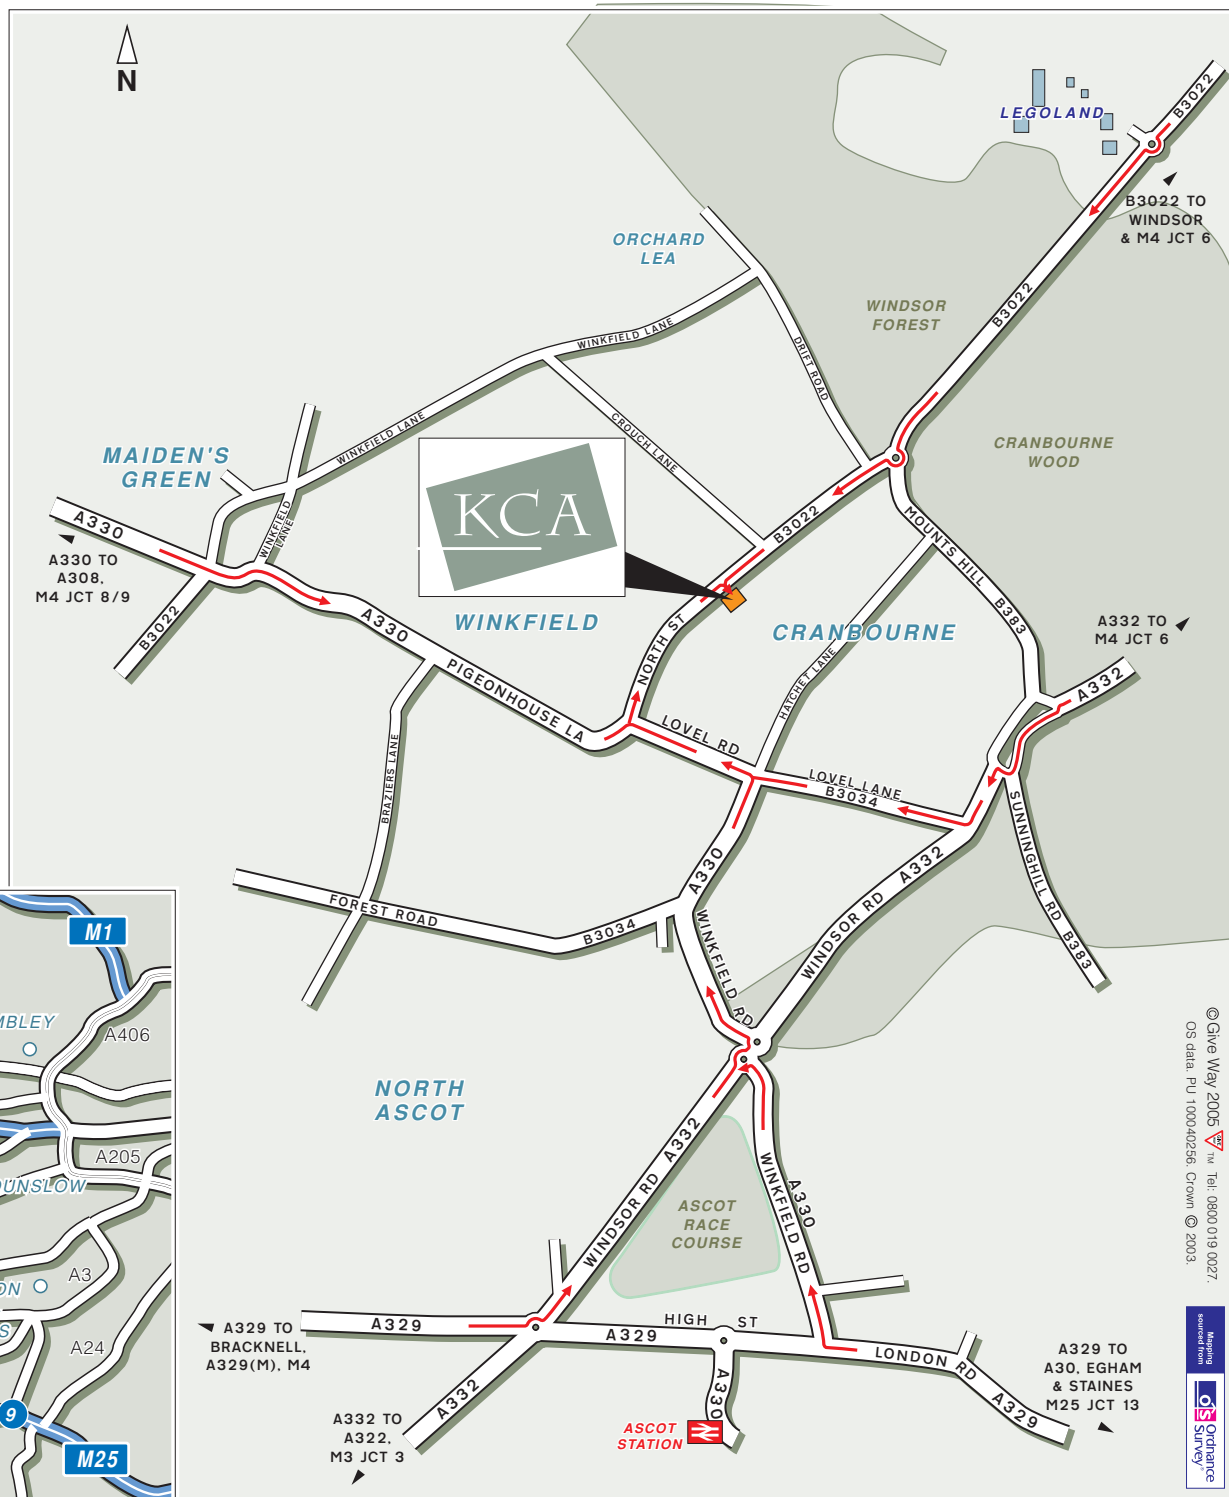 N
LEGOLAND
B3022
B3022 TO
WINDSOR
& M4 JCT 6
ORCHARD
LEA
WINDSOR
FOREST
B3022
WINKFIELD LANE
DRIFT ROAD
CROUCH LANE
WINKFIELD LANE
CRANBOURNE
WOOD
MAIDEN'S
GREEN
KCA
A330
WINKFIELD
LANE
B3022
MOUNTS HILL
B383
A330 TO
A308,
M4 JCT 8/9
B3022
A330
WINKFIELD
CRANBOURNE
NORTH ST
HATCHET LANE
A332 TO
M4 JCT 6
A332
PIGEONHOUSE LA
LOVEL RD
LOVEL LANE
B3034
BRAZIERS LANE
SUNNINGHILL RD
B383
A330
A332
WINDSOR RD
FOREST ROAD
B3034
WINKFIELD RD
M1
MBLEY
A406
A205
OUNSLOW
A3
ON
S
A24
9
M25
NORTH
ASCOT
A332
WINDSOR RD
A330
WINKFIELD RD
ASCOT
RACE
COURSE
A329 TO
BRACKNELL,
A329(M), M4
A329
A329
HIGH ST
LONDON RD
A329
A329 TO
A30, EGHAM
& STAINES
M25 JCT 13
A332
A330
A332 TO
A322,
M3 JCT 3
ASCOT
STATION
© Give Way 2005 ™ Tel: 0800 019 0027.
OS data. PU 100040256. Crown © 2003.
Mapping
sourced from
OS Ordnance
Survey®